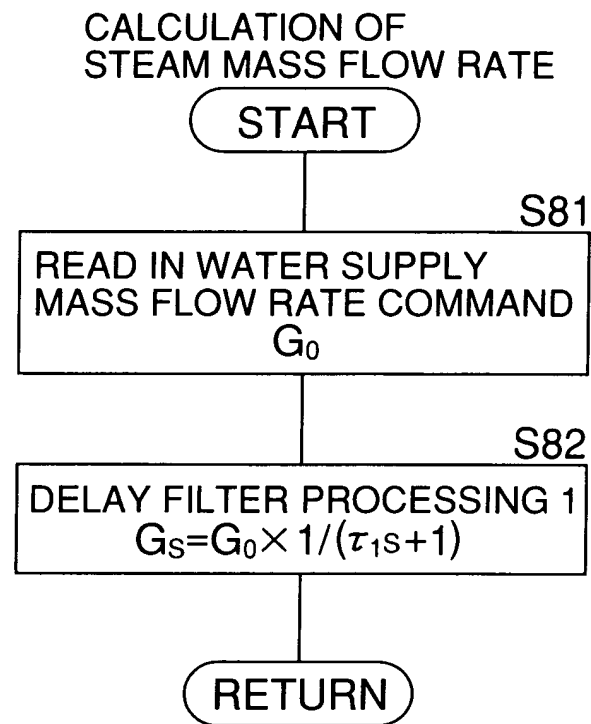 CALCULATION OF
STEAM MASS FLOW RATE
START
S81
READ IN WATER SUPPLY
MASS FLOW RATE COMMAND
G₀
S82
DELAY FILTER PROCESSING 1
Gs=G₀×1/(τ₁s+1)
RETURN